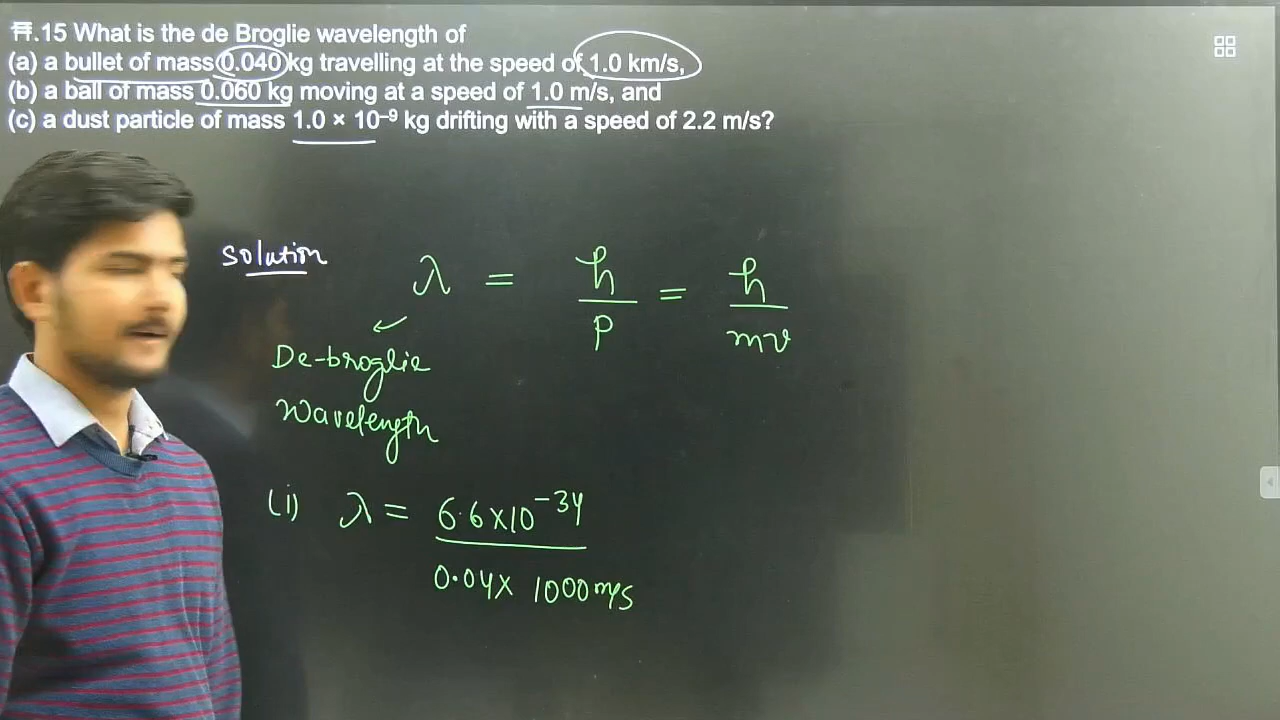 .15 What is the de Broglie wavelength of
(a) a bullet of mass 0.040 kg travelling at the speed of 1.0 km/s,
(b) a ball of mass 0.060 kg moving at a speed of 1.0 m/s, and
(c) a dust particle of mass 1.0 × 10⁻⁹ kg drifting with a speed of 2.2 m/s?
Solution
λ = h/p = h/mv
De-broglie
Wavelength
(i) λ = 6.6×10⁻³⁴
0.04× 1000m/s